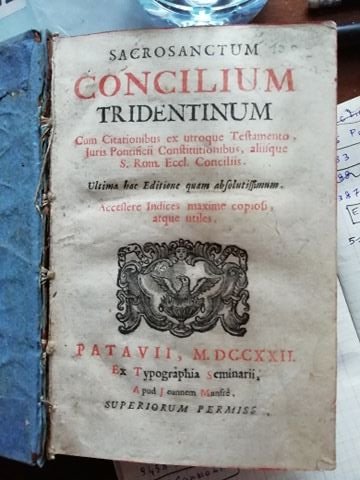 SACROSANCTUM
CONCILIUM
TRIDENTINUM
Cum Citationibus ex utroque Testamento,
Juris Pontificii Constitutionibus, aliisque
S. Rom. Eccl. Conciliis.
Ultima hac Editione quam absolutissimum.
Accessere Indices maxime copiosi,
atque utiles.
PATAVII, M.DCCXXII.
Ex Typographia Seminarii,
Apud Joannem Manfrè.
SUPERIORUM PERMISS.